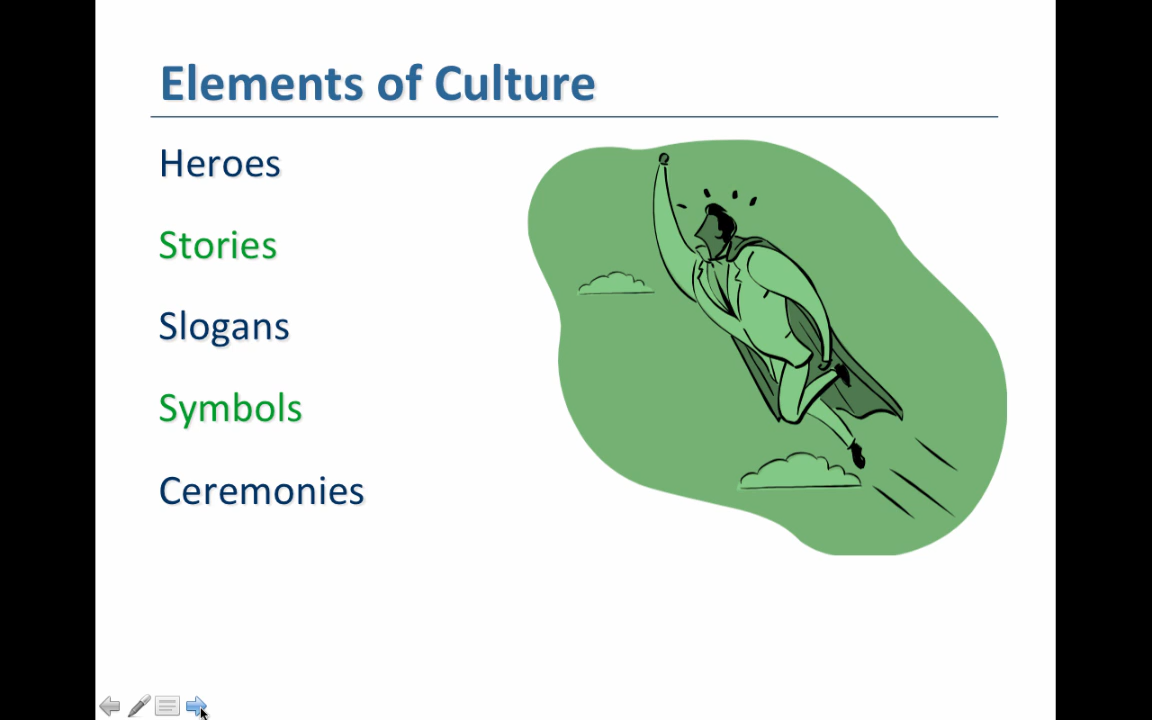 Elements of Culture
Heroes
Stories
Slogans
Symbols
Ceremonies